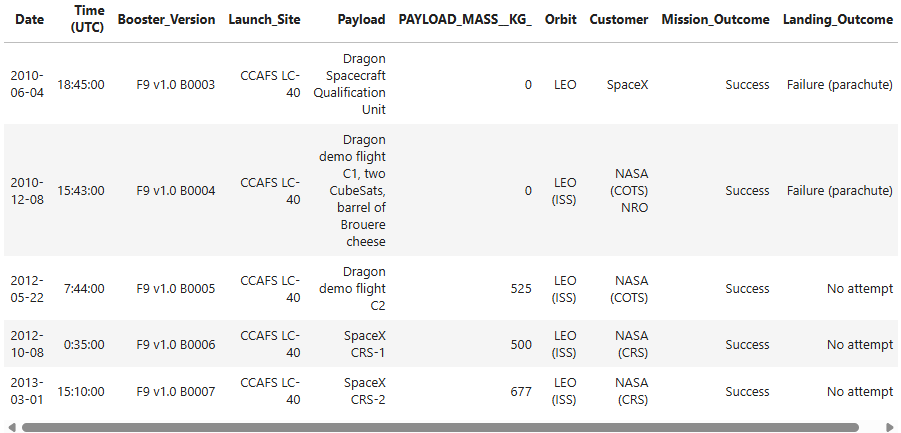 Date Time (UTC) Booster_Version Launch_Site Payload PAYLOAD_MASS__KG_ Orbit Customer Mission_Outcome Landing_Outcome
2010-06-04 18:45:00 F9 v1.0 B0003 CCAFS LC-40 Dragon Spacecraft Qualification Unit 0 LEO SpaceX Success Failure (parachute)
2010-12-08 15:43:00 F9 v1.0 B0004 CCAFS LC-40 Dragon demo flight C1, two CubeSats, barrel of Brouere cheese 0 LEO (ISS) NASA (COTS) NRO Success Failure (parachute)
2012-05-22 7:44:00 F9 v1.0 B0005 CCAFS LC-40 Dragon demo flight C2 525 LEO (ISS) NASA (COTS) Success No attempt
2012-10-08 0:35:00 F9 v1.0 B0006 CCAFS LC-40 SpaceX CRS-1 500 LEO (ISS) NASA (CRS) Success No attempt
2013-03-01 15:10:00 F9 v1.0 B0007 CCAFS LC-40 SpaceX CRS-2 677 LEO (ISS) NASA (CRS) Success No attempt